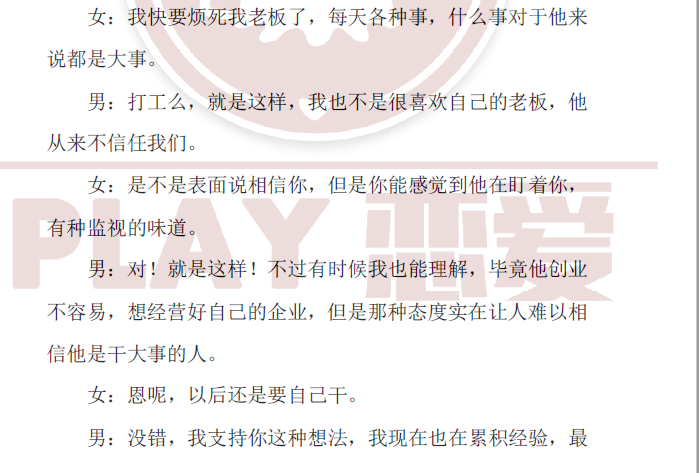 女：我快要烦死我老板了，每天各种事，什么事对于他来
说都是大事。
男：打工么，就是这样，我也不是很喜欢自己的老板，他
从来不信任我们。
女：是不是表面说相信你，但是你能感觉到他在盯着你，
有种监视的味道。
PLAY 恋爱
男：对！就是这样！不过有时候我也能理解，毕竟他创业
不容易，想经营好自己的企业，但是那种态度实在让人难以相
信他是干大事的人。
女：恩呢，以后还是要自己干。
男：没错，我支持你这种想法，我现在也在累积经验，最